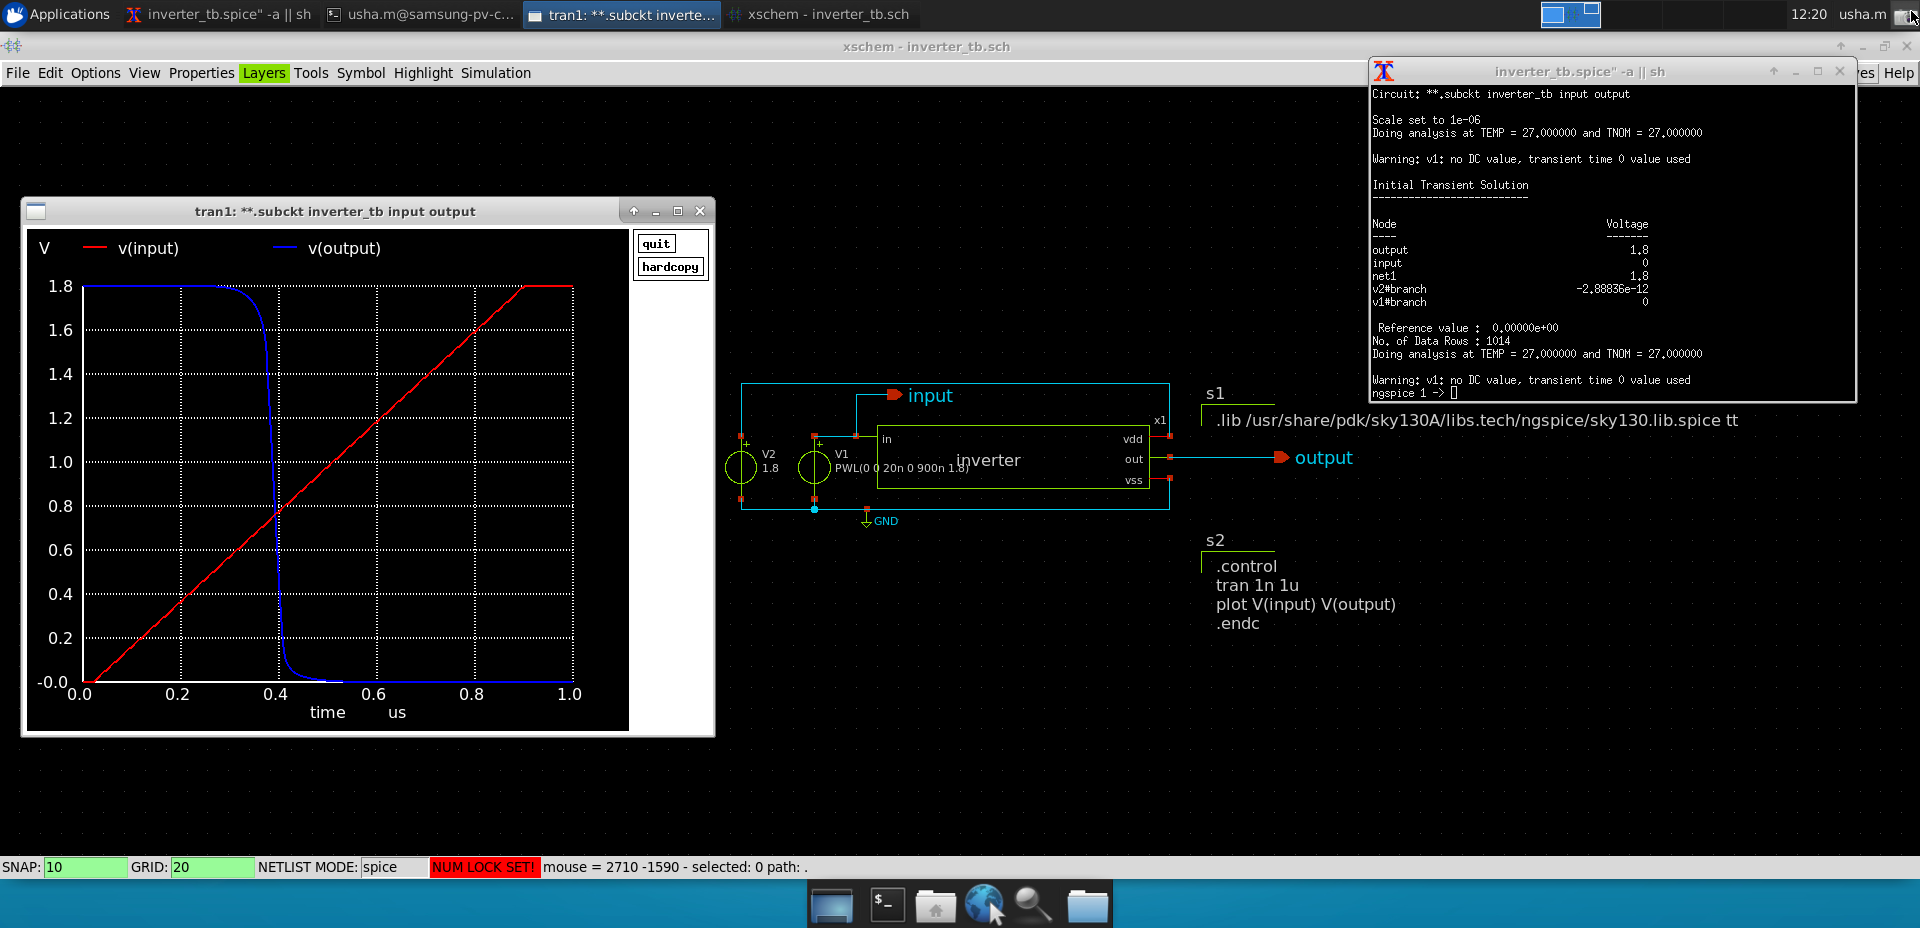 Applications
inverter_tb.spice" -a || sh
usha.m@samsung-pv-c...
tran1: **.subckt inverte...
xschem - inverter_tb.sch
12:20
usha.m
xschem - inverter_tb.sch
File Edit Options View Properties Layers Tools Symbol Highlight Simulation
Help
inverter_tb.spice" -a || sh
Circuit: **.subckt inverter_tb input output
Scale set to 1e-06
Doing analysis at TEMP = 27.000000 and TNOM = 27.000000
Warning: v1: no DC value, transient time 0 value used
Initial Transient Solution
--------------------------
Node Voltage
---- -------
output 1.8
input 0
net1 1.8
v2#branch -2.88836e-12
v1#branch 0
Reference value : 0.00000e+00
No. of Data Rows : 1014
Doing analysis at TEMP = 27.000000 and TNOM = 27.000000
Warning: v1: no DC value, transient time 0 value used
ngspice 1 ->
tran1: **.subckt inverter_tb input output
quit
hardcopy
V v(input) v(output)
1.8
1.6
1.4
1.2
1.0
0.8
0.6
0.4
0.2
-0.0
0.0 0.2 0.4 0.6 0.8 1.0
time us
input
x1
in
vdd
V2
1.8
V1
PWL(0 0 20n 0 900n 1.8)
inverter
out
vss
output
GND
s1
.lib /usr/share/pdk/sky130A/libs.tech/ngspice/sky130.lib.spice tt
s2
.control
tran 1n 1u
plot V(input) V(output)
.endc
SNAP: 10 GRID: 20 NETLIST MODE: spice NUM LOCK SET! mouse = 2710 -1590 - selected: 0 path: .
$_